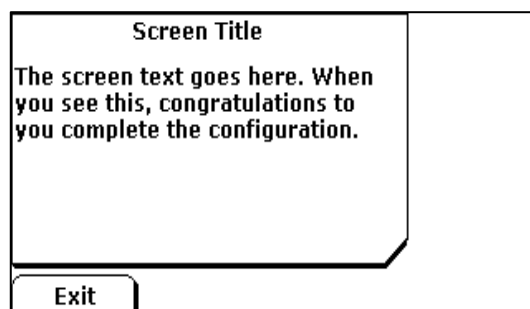 Screen Title
The screen text goes here. When
you see this, congratulations to
you complete the configuration.
Exit